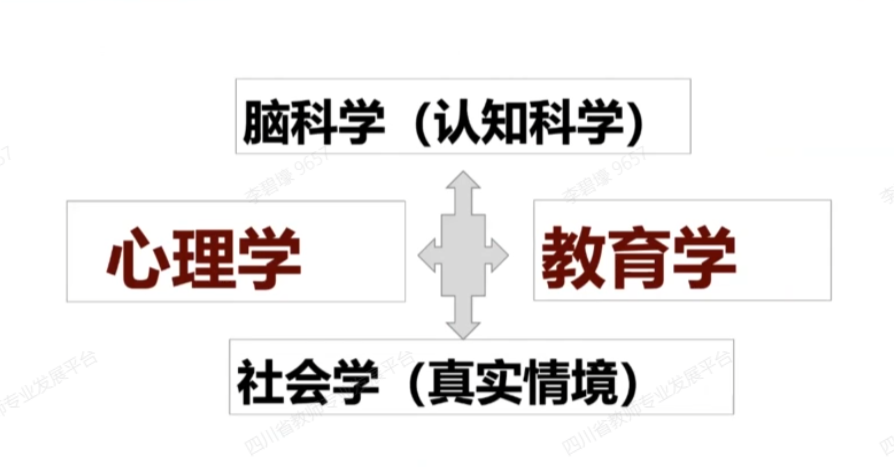 脑科学（认知科学）
心理学
教育学
社会学（真实情境）
李碧壕 9657
李碧壕 9657
四川省教师专业发展平台
四川省教师专业发展平台